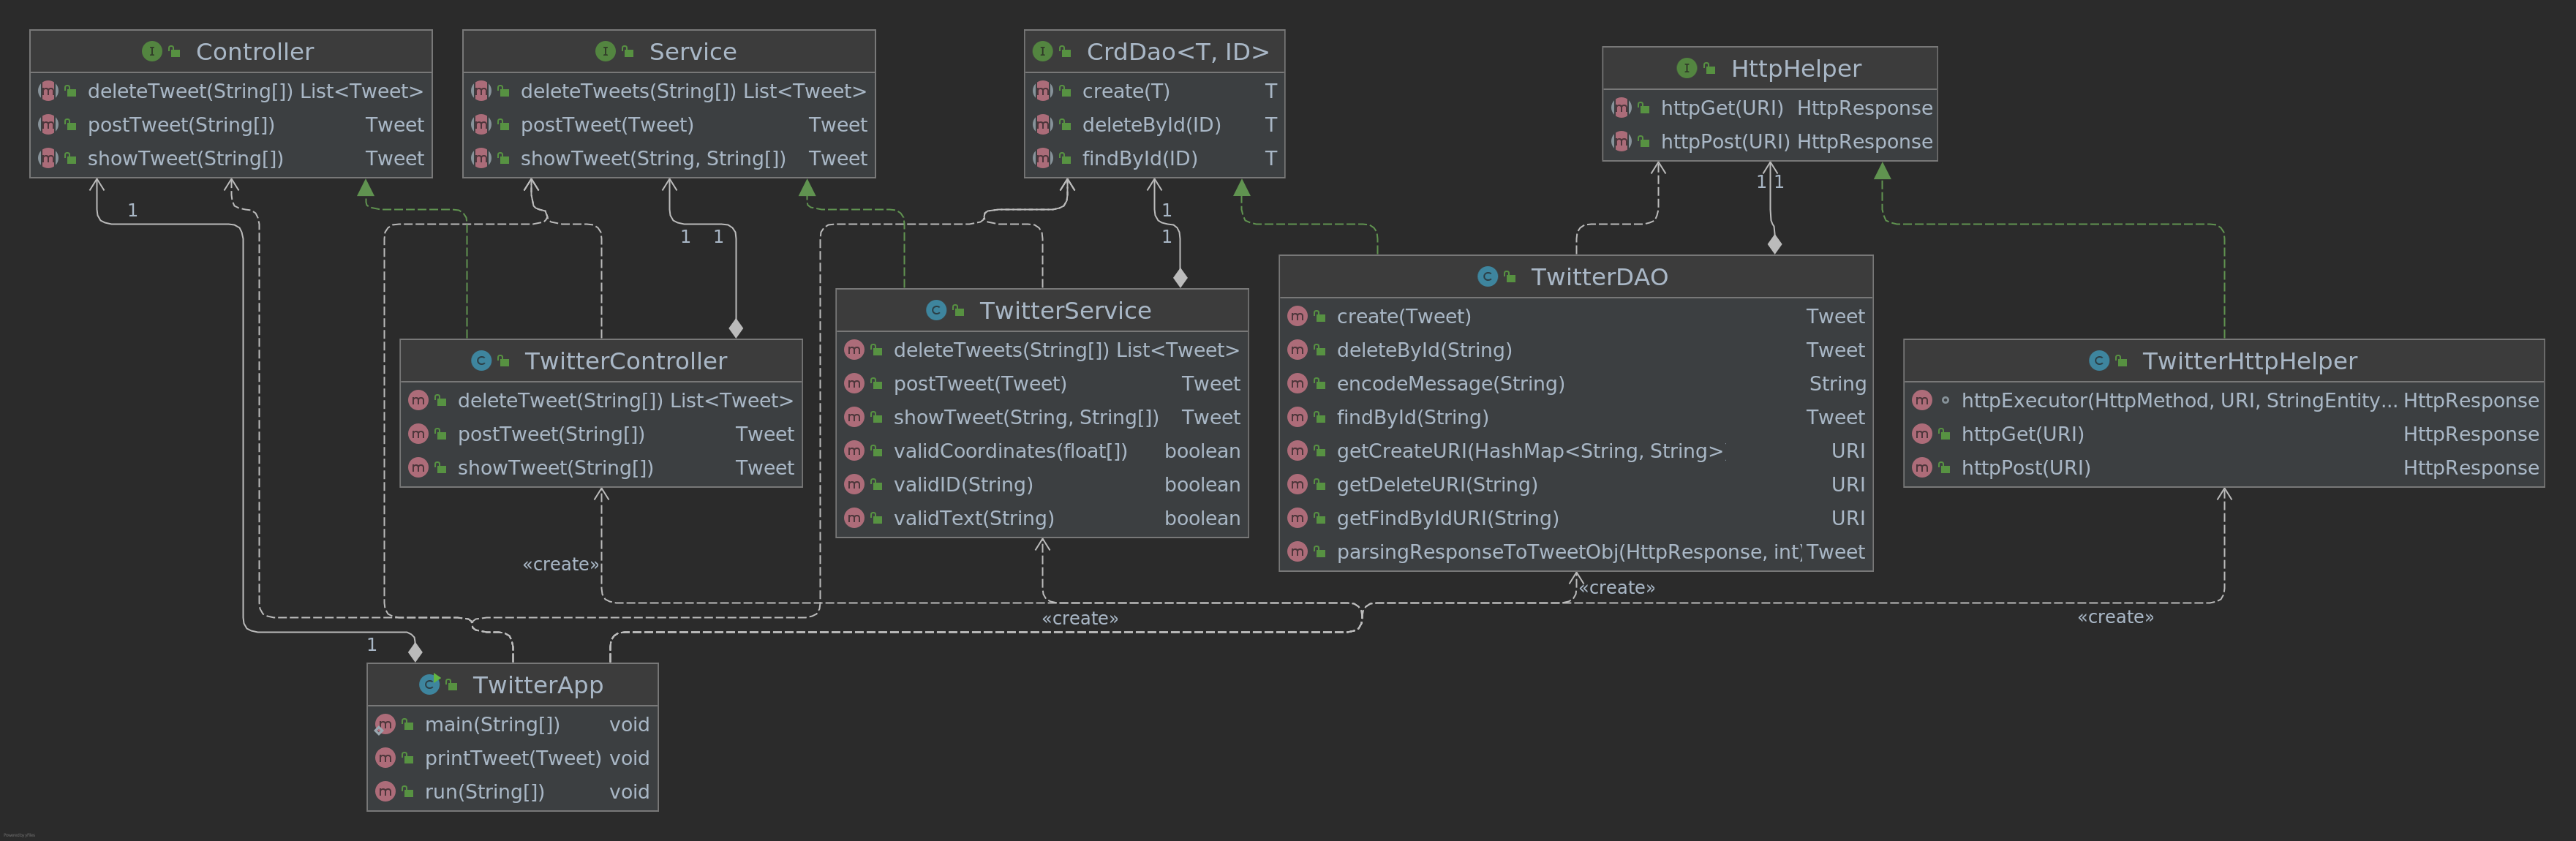 Controller
deleteTweet(String[]) List<Tweet>
postTweet(String[]) Tweet
showTweet(String[]) Tweet
Service
deleteTweets(String[]) List<Tweet>
postTweet(Tweet) Tweet
showTweet(String, String[]) Tweet
CrdDao<T, ID>
create(T) T
deleteById(ID) T
findById(ID) T
HttpHelper
httpGet(URI) HttpResponse
httpPost(URI) HttpResponse
1
1 1
1
1
1 1
TwitterController
deleteTweet(String[]) List<Tweet>
postTweet(String[]) Tweet
showTweet(String[]) Tweet
TwitterService
deleteTweets(String[]) List<Tweet>
postTweet(Tweet) Tweet
showTweet(String, String[]) Tweet
validCoordinates(float[]) boolean
validID(String) boolean
validText(String) boolean
TwitterDAO
create(Tweet) Tweet
deleteById(String) Tweet
encodeMessage(String) String
findById(String) Tweet
getCreateURI(HashMap<String, String> URI
getDeleteURI(String) URI
getFindByIdURI(String) URI
parsingResponseToTweetObj(HttpResponse, int) Tweet
TwitterHttpHelper
httpExecutor(HttpMethod, URI, StringEntity... HttpResponse
httpGet(URI) HttpResponse
httpPost(URI) HttpResponse
«create»
«create»
«create»
«create»
1
TwitterApp
main(String[]) void
printTweet(Tweet) void
run(String[]) void
Powered by yFiles